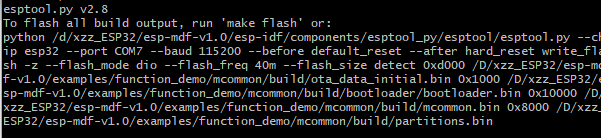 esptool.py v2.8
To flash all build output, run 'make flash' or:
python /d/xzz_ESP32/esp-mdf-v1.0/esp-idf/components/esptool_py/esptool/esptool.py --ch
ip esp32 --port COM7 --baud 115200 --before default_reset --after hard_reset write_fla
sh -z --flash_mode dio --flash_freq 40m --flash_size detect 0xd000 /D/xzz_ESP32/esp-md
f-v1.0/examples/function_demo/mcommon/build/ota_data_initial.bin 0x1000 /D/xzz_ESP32/e
sp-mdf-v1.0/examples/function_demo/mcommon/build/bootloader/bootloader.bin 0x10000 /D/
xzz_ESP32/esp-mdf-v1.0/examples/function_demo/mcommon/build/mcommon.bin 0x8000 /D/xzz_
ESP32/esp-mdf-v1.0/examples/function_demo/mcommon/build/partitions.bin